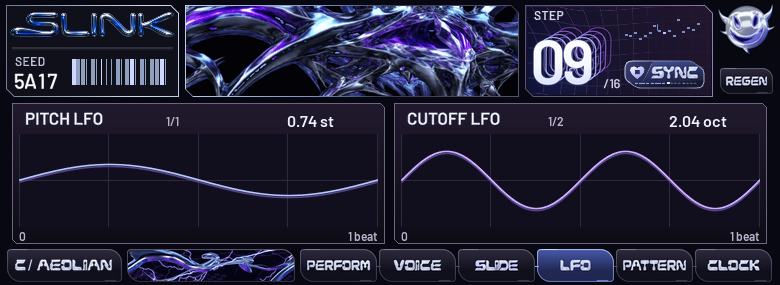 SLINK
SEED
5A17
STEP
09
/16
SYNC
REGEN
PITCH LFO 1/1 0.74 st
0 1 beat
CUTOFF LFO 1/2 2.04 oct
0 1 beat
C / AEOLIAN
PERFORM VOICE SLIDE LFO PATTERN CLOCK